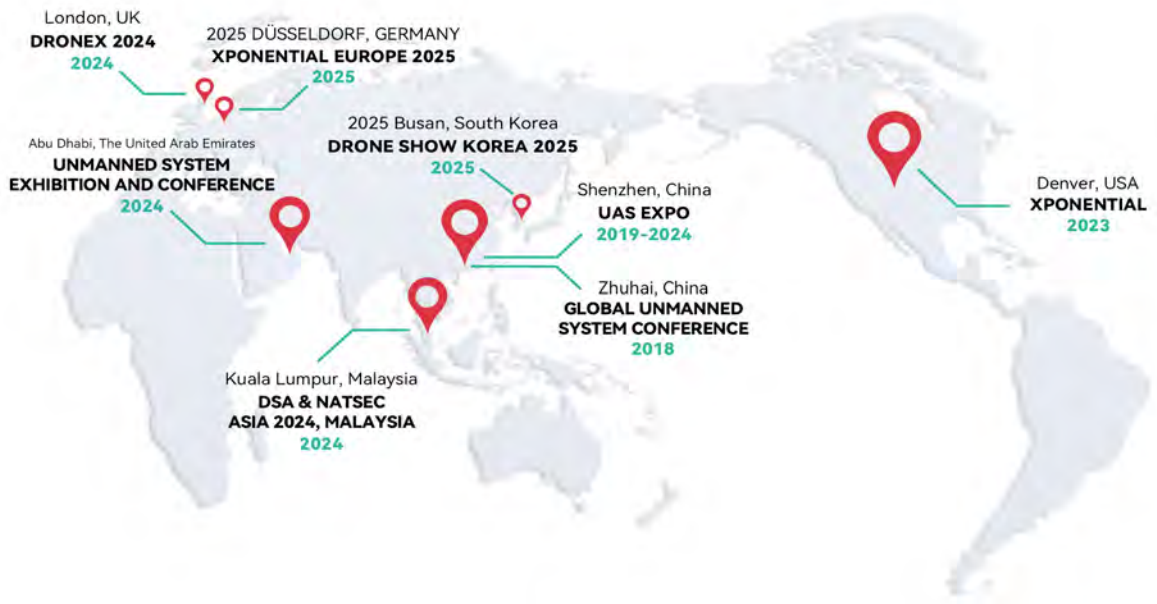 London, UK
DRONEX 2024
2024
2025 DÜSSELDORF, GERMANY
XPONENTIAL EUROPE 2025
2025
Abu Dhabi, The United Arab Emirates
UNMANNED SYSTEM
EXHIBITION AND CONFERENCE
2024
2025 Busan, South Korea
DRONE SHOW KOREA 2025
2025
Shenzhen, China
UAS EXPO
2019-2024
Zhuhai, China
GLOBAL UNMANNED
SYSTEM CONFERENCE
2018
Kuala Lumpur, Malaysia
DSA & NATSEC
ASIA 2024, MALAYSIA
2024
Denver, USA
XPONENTIAL
2023